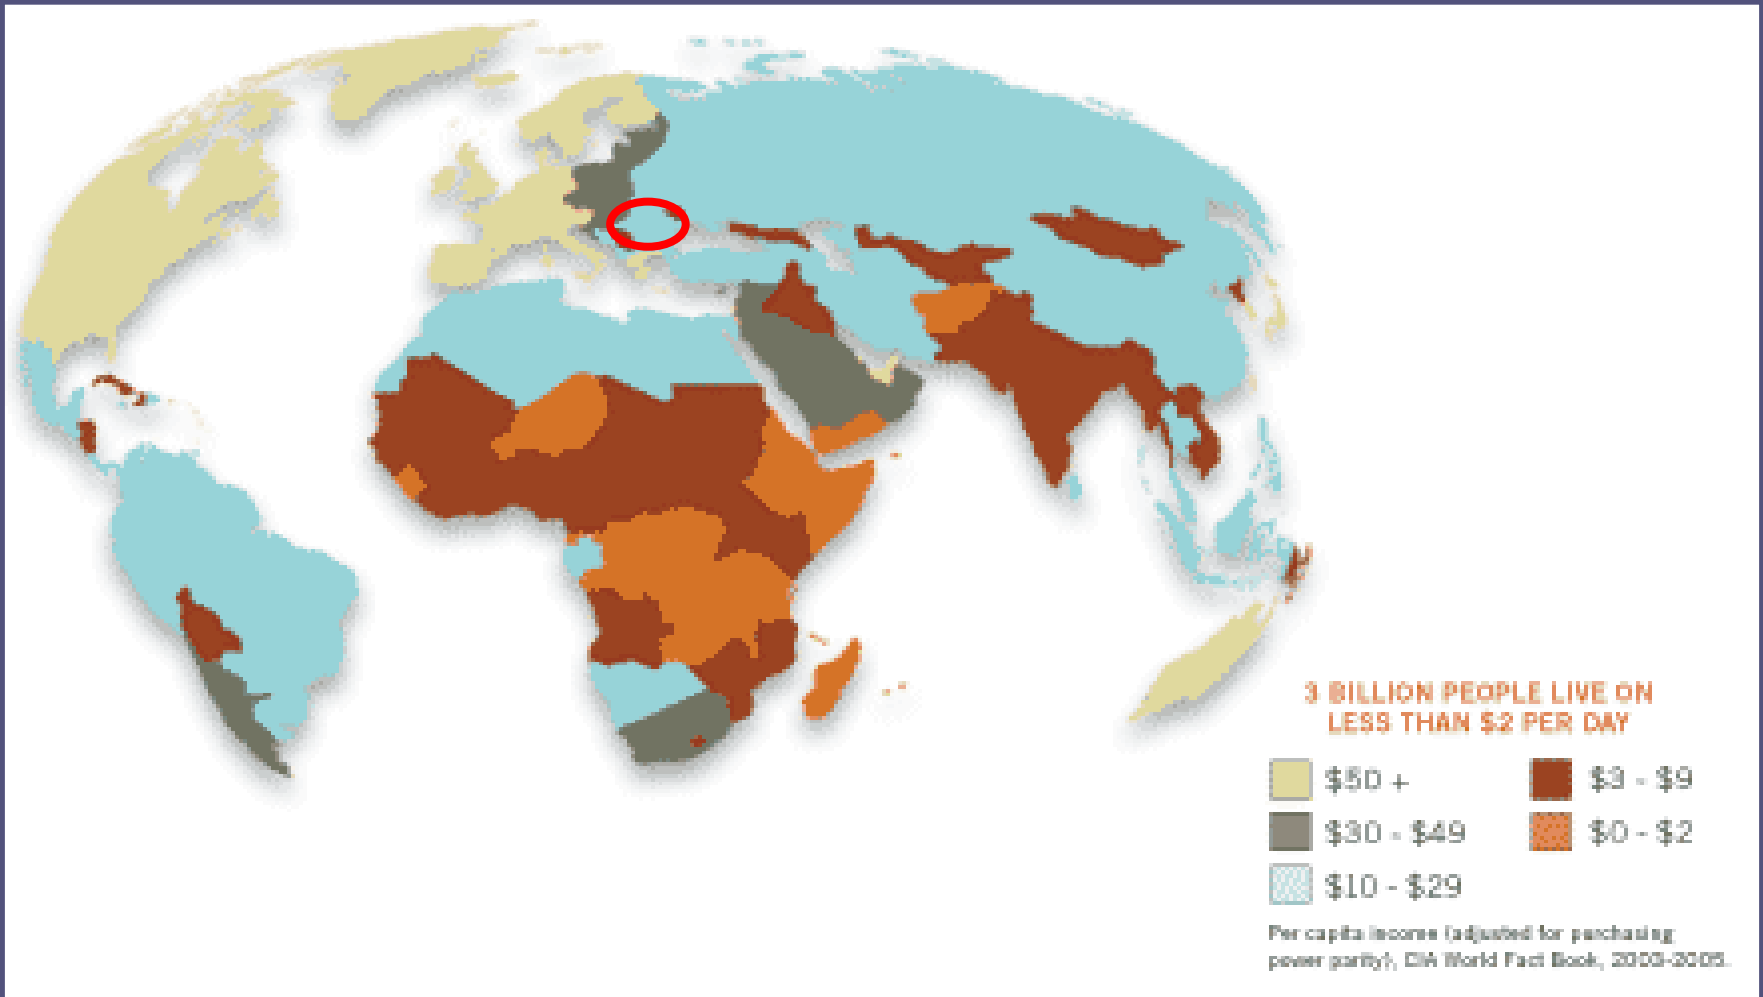 3 BILLION PEOPLE LIVE ON
LESS THAN $2 PER DAY
$50 +
$3 - $9
$30 - $49
$0 - $2
$10 - $29
Per capita income (adjusted for purchasing
power parity), CIA World Fact Book, 2003-2005.